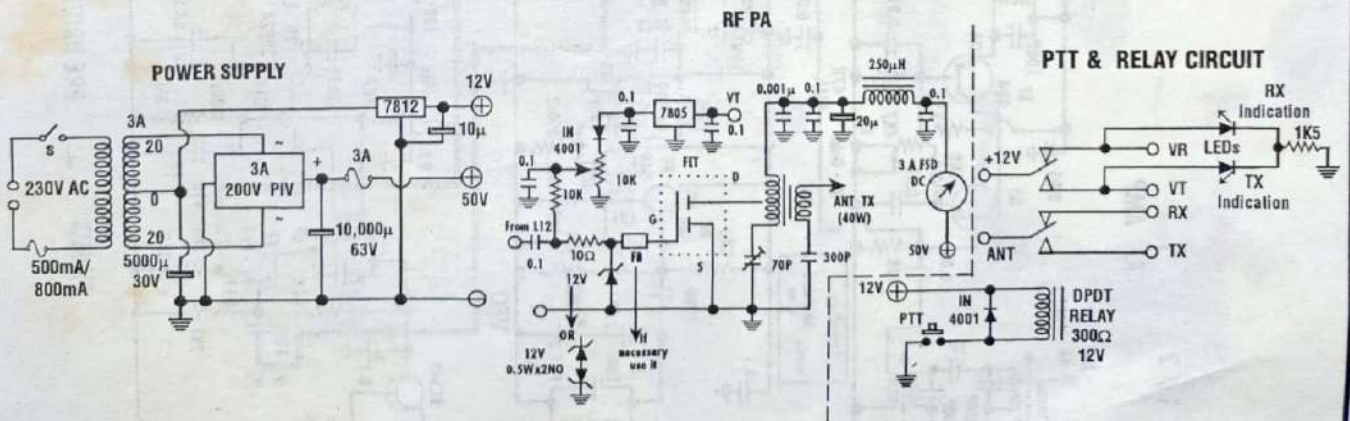 RF PA
POWER SUPPLY
PTT & RELAY CIRCUIT
S
230V AC
500mA/
800mA
3A
20
0
20
~
3A
200V PIV
~
+
3A
5000µ
30V
10,000µ
63V
7812
12V
10µ
50V
0.1
IN
4001
0.1
7805
VT
0.1
10K
10K
From L12
0.1
10Ω
12V
FB
OR
12V
0.5Wx2NO
If
necessary
use it
FET
G
D
S
0.001µ
0.1
20µ
250µH
0.1
ANT TX
(40W)
70P
300P
3 A FSD
DC
50V
+12V
VR
VT
RX
TX
ANT
RX
Indication
LEDs
1K5
TX
Indication
12V
PTT
IN
4001
DPDT
RELAY
300Ω
12V